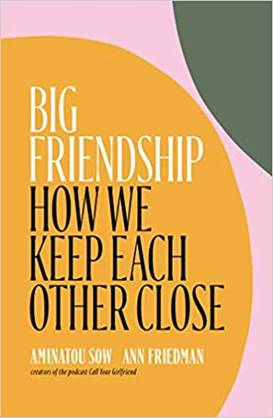 BIG
FRIENDSHIP
HOW WE
KEEP EACH
OTHER CLOSE
AMINATOU SOW ANN FRIEDMAN
creators of the podcast Call Your Girlfriend